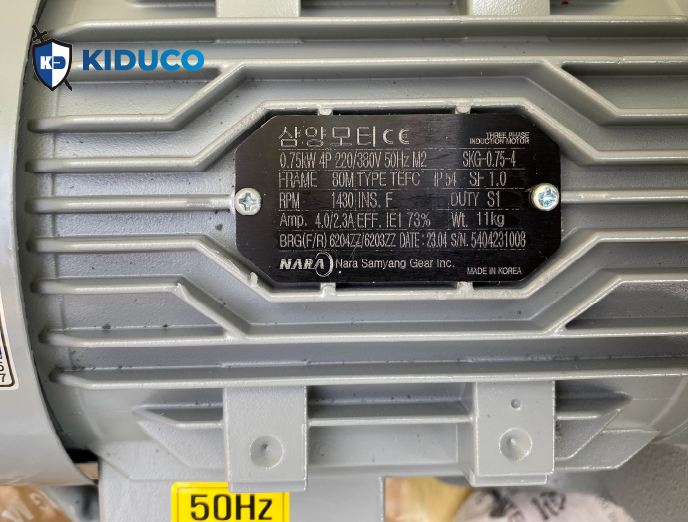 KD KIDUCO
삼양모터 CE THREE PHASE
INDUCTION MOTOR
0.75kW 4P 220/380V 50Hz M2 SKG-0.75-4
FRAME 80M TYPE TEFC IP54 SF 1.0
RPM 1430 INS. F DUTY S1
Amp. 4.0/2.3A EFF. IE1 73% Wt. 11kg
BRG(F/R) 6204ZZ/6203ZZ DATE : 23.04 S/N. 5404231008
NARA Nara Samyang Gear Inc.
MADE IN KOREA
50Hz